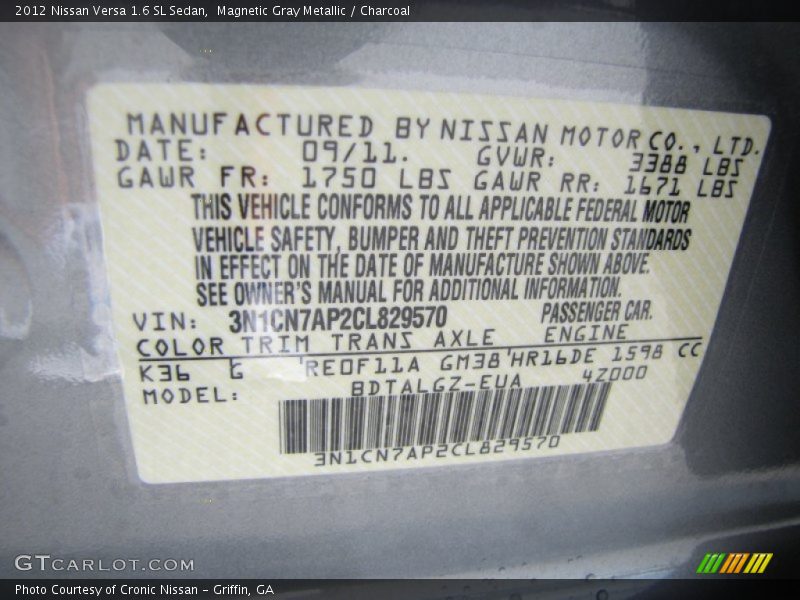 2012 Nissan Versa 1.6 SL Sedan,  Magnetic Gray Metallic / Charcoal
MANUFACTURED BY NISSAN MOTOR CO., LTD.
DATE: 09/11. GVWR: 3388 LBS
GAWR FR: 1750 LBS GAWR RR: 1671 LBS
THIS VEHICLE CONFORMS TO ALL APPLICABLE FEDERAL MOTOR
VEHICLE SAFETY, BUMPER AND THEFT PREVENTION STANDARDS
IN EFFECT ON THE DATE OF MANUFACTURE SHOWN ABOVE.
SEE OWNER'S MANUAL FOR ADDITIONAL INFORMATION.
VIN: 3N1CN7AP2CL829570 PASSENGER CAR.
COLOR TRIM TRANS AXLE ENGINE
K36 G RE0F11A GM38 HR16DE 1598 CC
MODEL: BDTALGZ-EUA 4Z000
3N1CN7AP2CL829570
GTCARLOT.COM
Photo Courtesy of Cronic Nissan – Griffin, GA